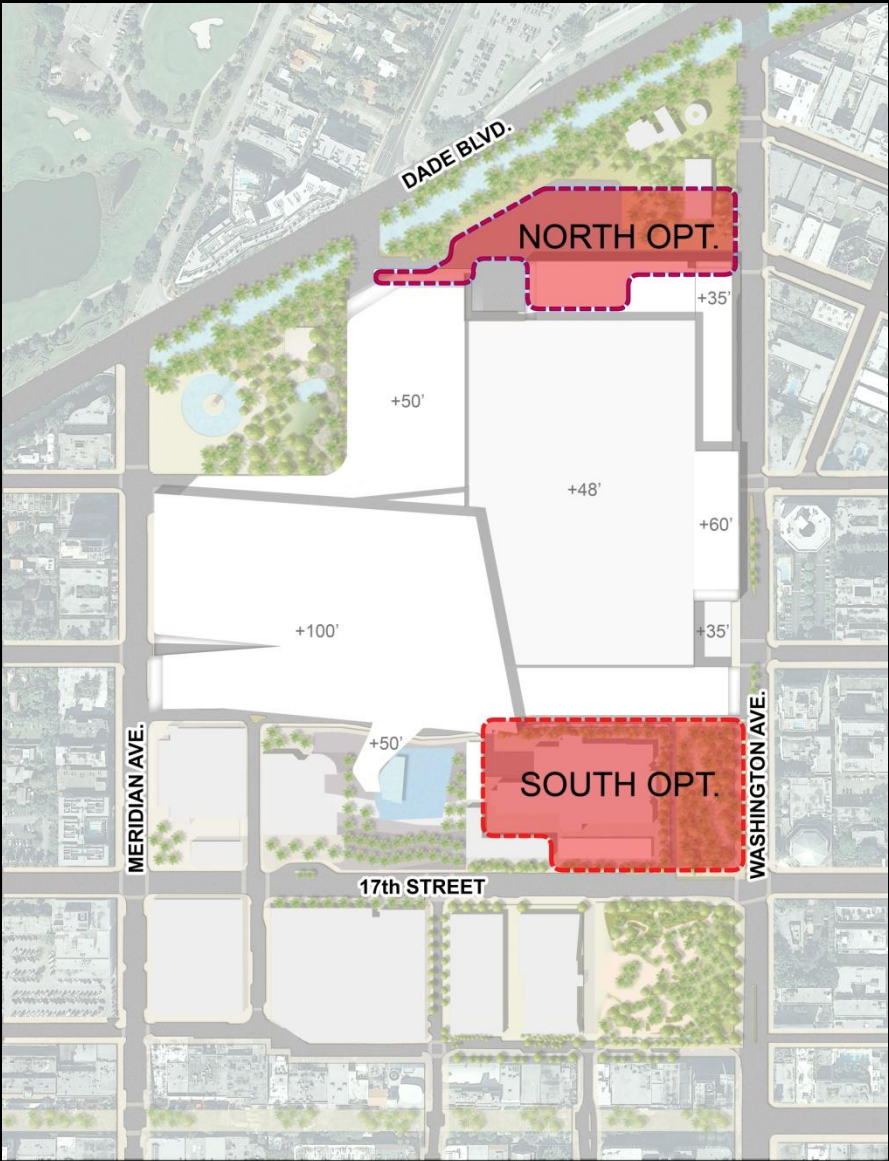 DADE BLVD.
NORTH OPT.
+35'
+50'
+48'
+60'
+100'
+35'
MERIDIAN AVE.
+50'
SOUTH OPT.
WASHINGTON AVE.
17th STREET